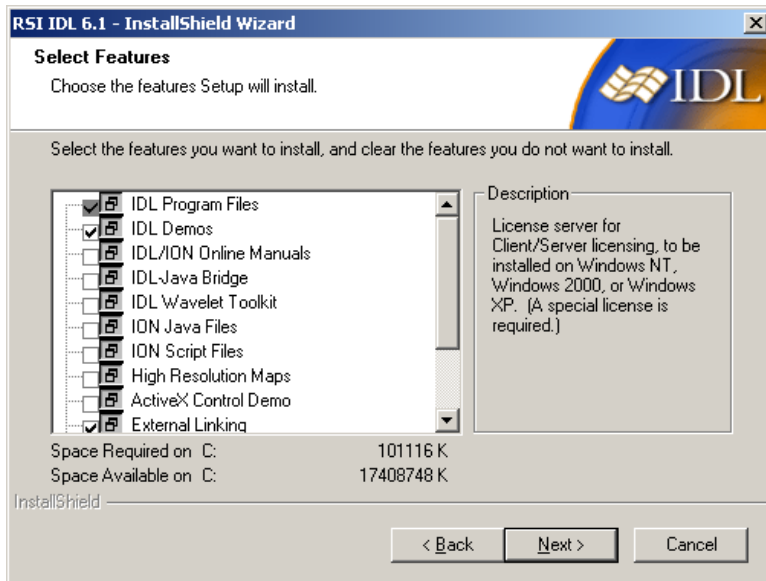 RSI IDL 6.1 - InstallShield Wizard
Select Features
Choose the features Setup will install.
IDL
Select the features you want to install, and clear the features you do not want to install.
IDL Program Files
IDL Demos
IDL/ION Online Manuals
IDL-Java Bridge
IDL Wavelet Toolkit
ION Java Files
ION Script Files
High Resolution Maps
ActiveX Control Demo
External Linking
Description
License server for
Client/Server licensing, to be
installed on Windows NT,
Windows 2000, or Windows
XP. (A special license is
required.)
Space Required on C: 101116 K
Space Available on C: 17408748 K
InstallShield
< Back Next > Cancel